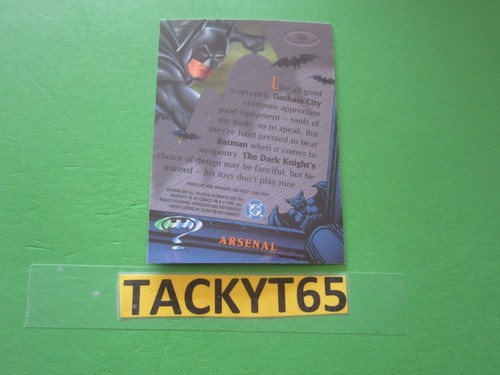 Like all good
craftsmen, Gotham City
criminals appreciate
good equipment — tools of
the trade, so to speak. But
they're hard pressed to beat
Batman when it comes to
weaponry. The Dark Knight's
choice of design may be fanciful, but be
warned — his toys don't play nice.
DC
ARSENAL
TACKYT65